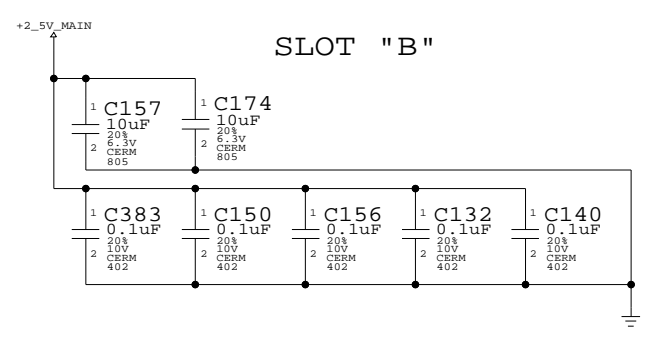 +2_5V_MAIN
SLOT "B"
1 C157
10uF
20%
6.3V
2 CERM
805
1 C174
10uF
20%
6.3V
2 CERM
805
1 C383
0.1uF
20%
10V
2 CERM
402
1 C150
0.1uF
20%
10V
2 CERM
402
1 C156
0.1uF
20%
10V
2 CERM
402
1 C132
0.1uF
20%
10V
2 CERM
402
1 C140
0.1uF
20%
10V
2 CERM
402